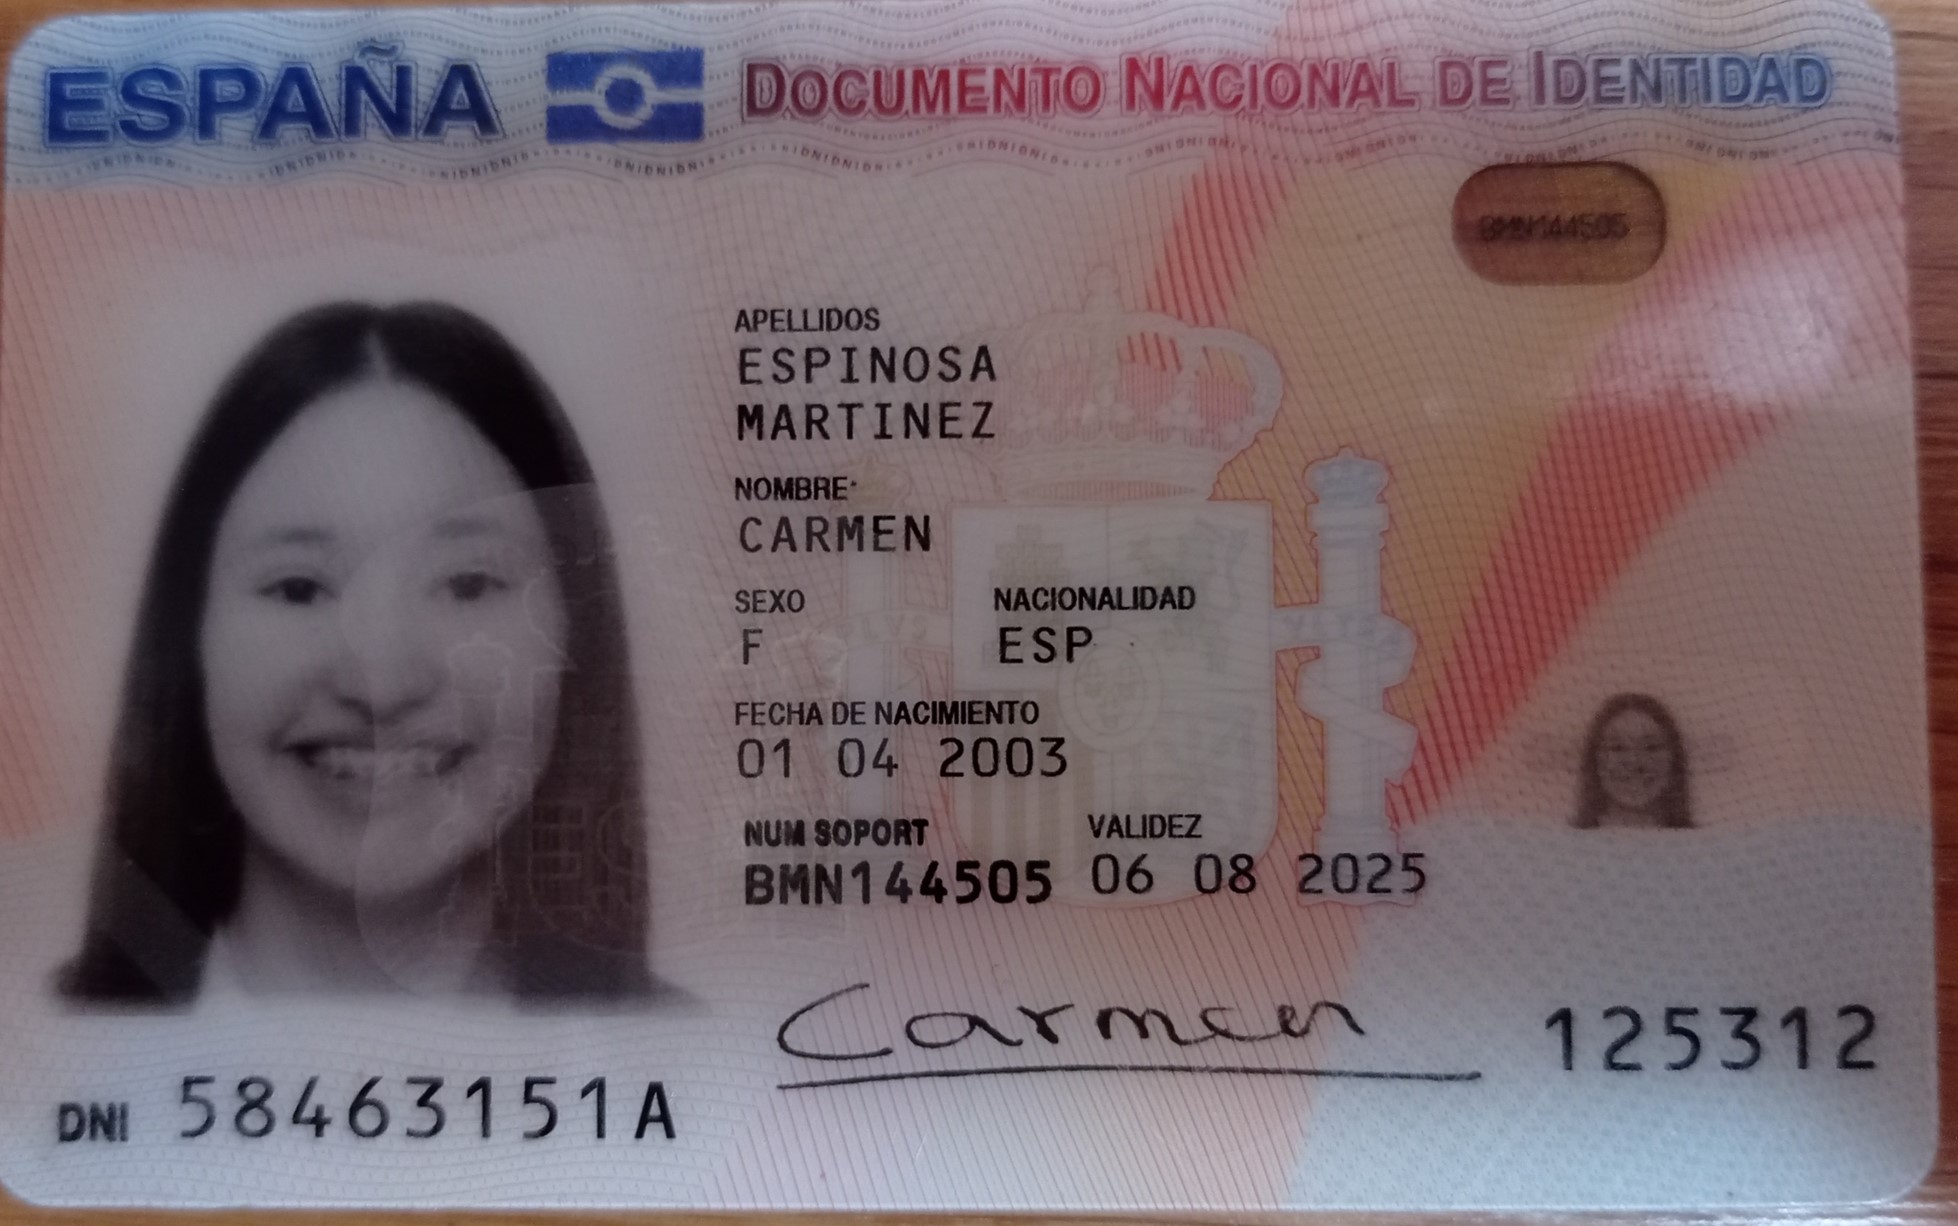 ESPAÑA DOCUMENTO NACIONAL DE IDENTIDAD
BMN144505
APELLIDOS
ESPINOSA
MARTINEZ
NOMBRE
CARMEN
SEXO NACIONALIDAD
F ESP
FECHA DE NACIMIENTO
01 04 2003
NUM SOPORT VALIDEZ
BMN144505 06 08 2025
Carmen
125312
DNI 58463151A